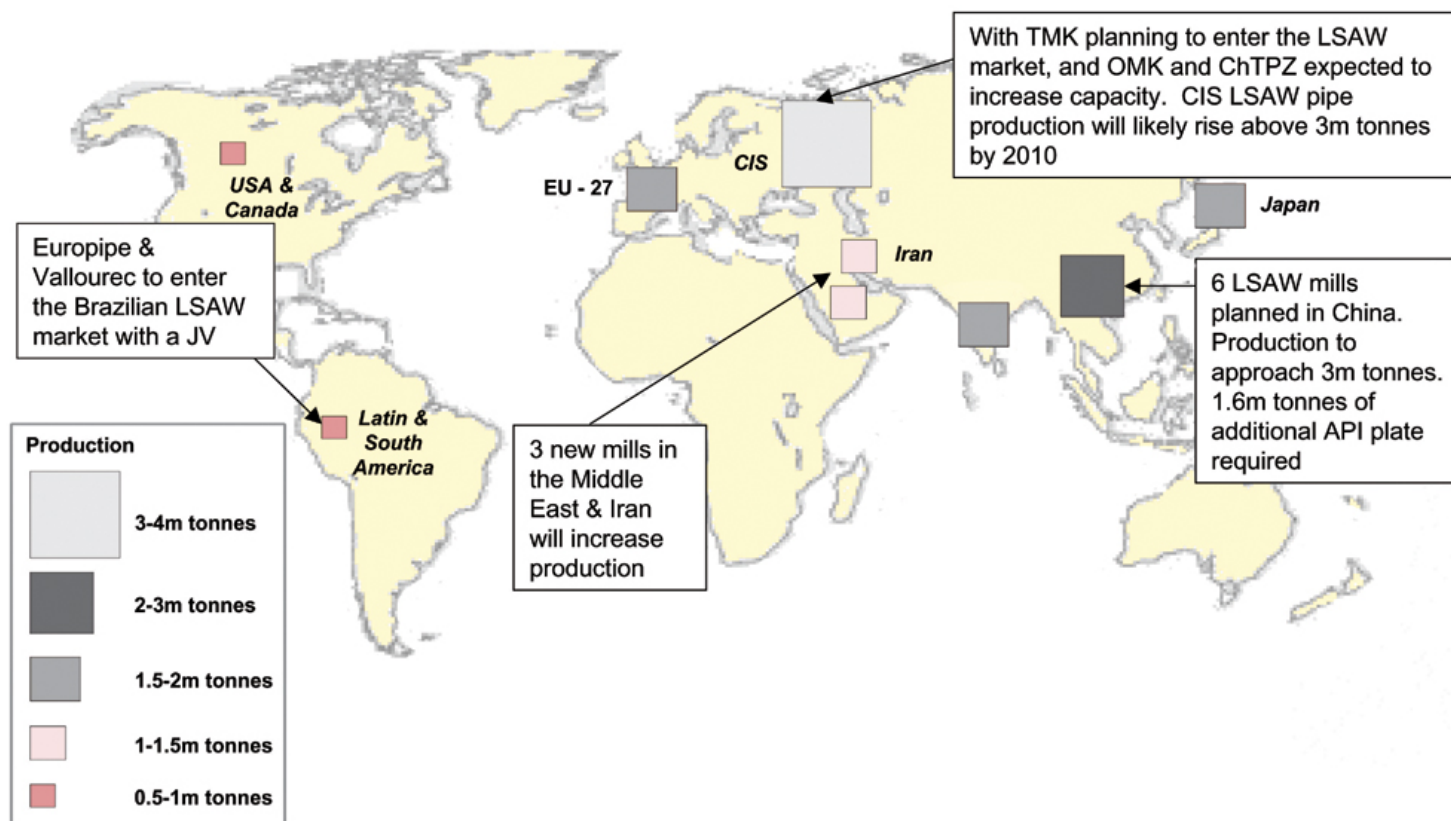 With TMK planning to enter the LSAW
market, and OMK and ChTPZ expected to
increase capacity.  CIS LSAW pipe
production will likely rise above 3m tonnes
by 2010
CIS
USA &
Canada
EU - 27
Japan
Europipe &
Vallourec to enter
the Brazilian LSAW
market with a JV
Iran
6 LSAW mills
planned in China.
Production to
approach 3m tonnes.
1.6m tonnes of
additional API plate
required
Latin &
South
America
3 new mills in
the Middle
East & Iran
will increase
production
Production
3-4m tonnes
2-3m tonnes
1.5-2m tonnes
1-1.5m tonnes
0.5-1m tonnes